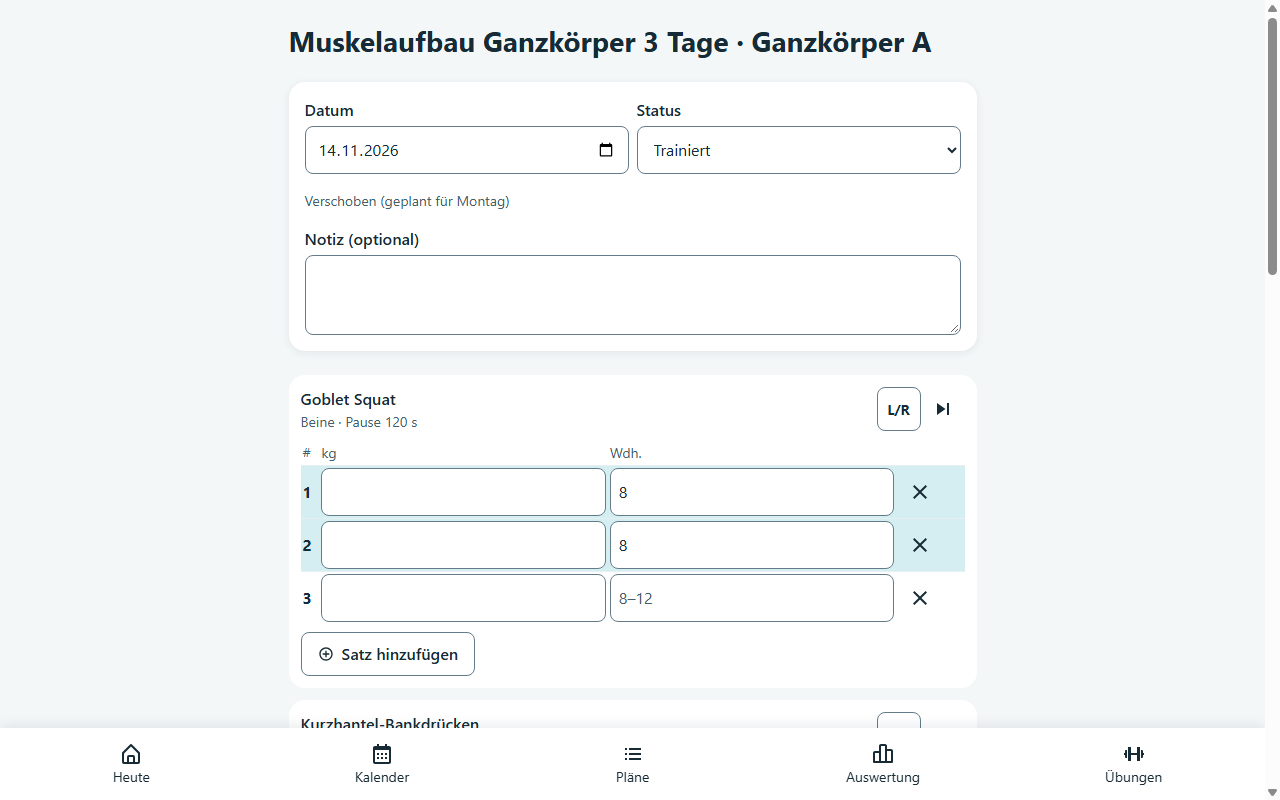 Muskelaufbau Ganzkörper 3 Tage · Ganzkörper A
Datum Status
14.11.2026 Trainiert
Verschoben (geplant für Montag)
Notiz (optional)
Goblet Squat
Beine · Pause 120 s
L/R
# kg Wdh.
1 8
2 8
3 8–12
Satz hinzufügen
Kurzhantel-Bankdrücken
Heute Kalender Pläne Auswertung Übungen